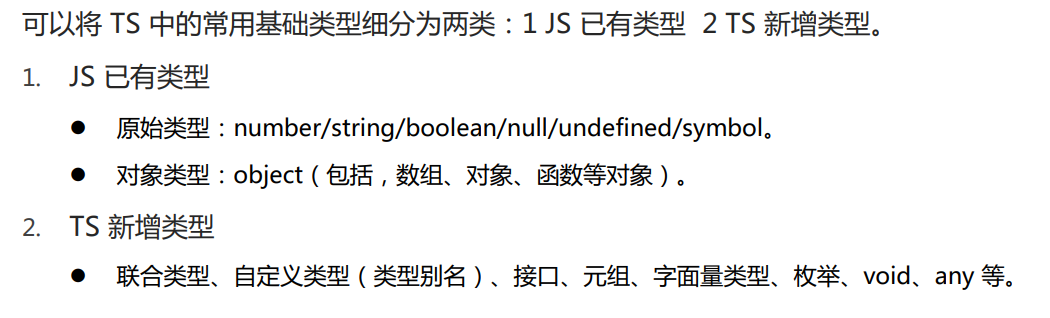 可以将 TS 中的常用基础类型细分为两类：1 JS 已有类型 2 TS 新增类型。
1. JS 已有类型
● 原始类型：number/string/boolean/null/undefined/symbol。
● 对象类型：object（包括，数组、对象、函数等对象）。
2. TS 新增类型
● 联合类型、自定义类型（类型别名）、接口、元组、字面量类型、枚举、void、any 等。